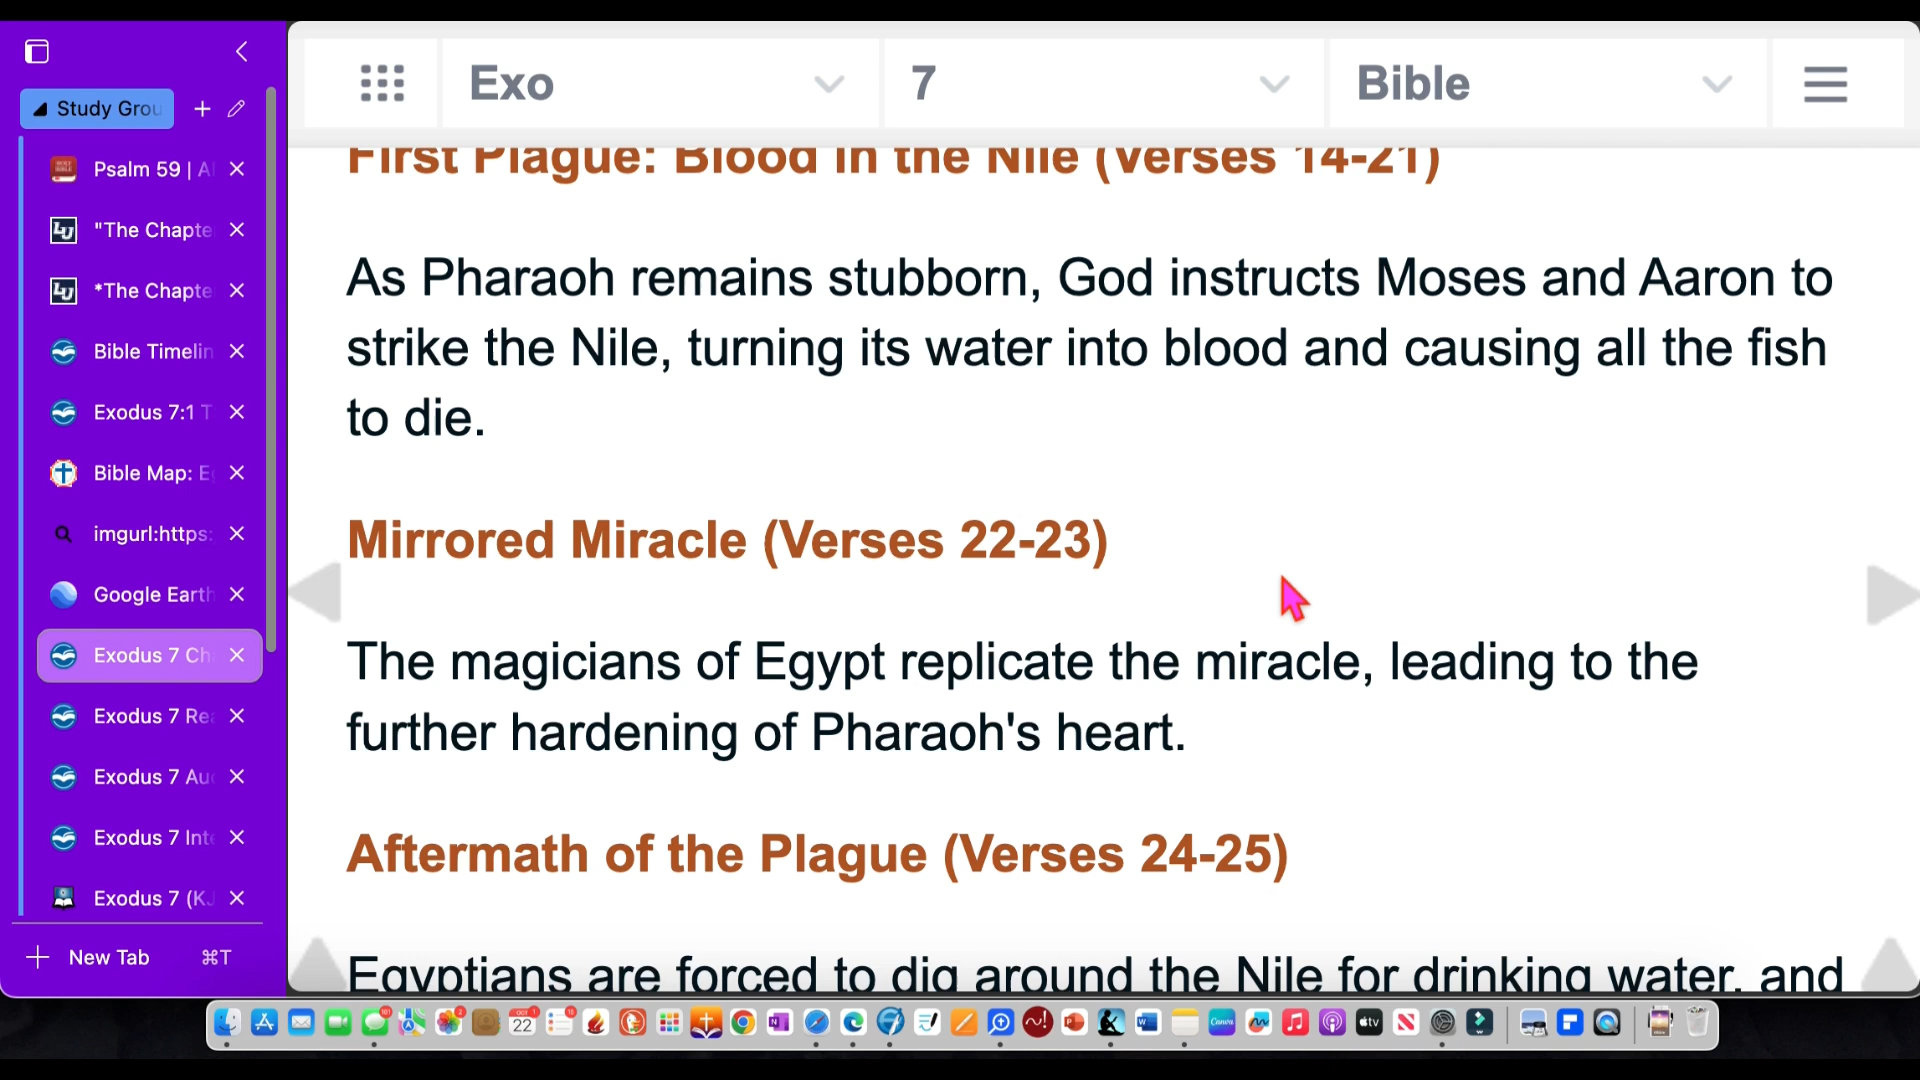 Study Grou
Psalm 59 | Al
"The Chapte
*The Chapte
Bible Timelin
Exodus 7:1 T
Bible Map: E
imgurl:https:
Google Earth
Exodus 7 Ch
Exodus 7 Re
Exodus 7 Au
Exodus 7 Int
Exodus 7 (KJ
New Tab ⌘T
Exo 7 Bible
First Plague: Blood in the Nile (Verses 14-21)
As Pharaoh remains stubborn, God instructs Moses and Aaron to
strike the Nile, turning its water into blood and causing all the fish
to die.
Mirrored Miracle (Verses 22-23)
The magicians of Egypt replicate the miracle, leading to the
further hardening of Pharaoh's heart.
Aftermath of the Plague (Verses 24-25)
Egyptians are forced to dig around the Nile for drinking water, and
22
Canva
tv